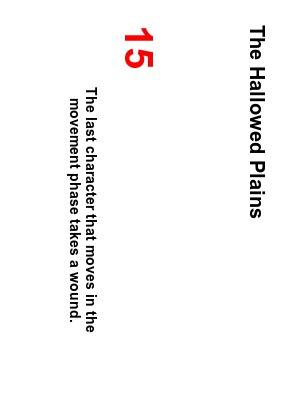 The Hallowed Plains
15
The last character that moves in the
movement phase takes a wound.